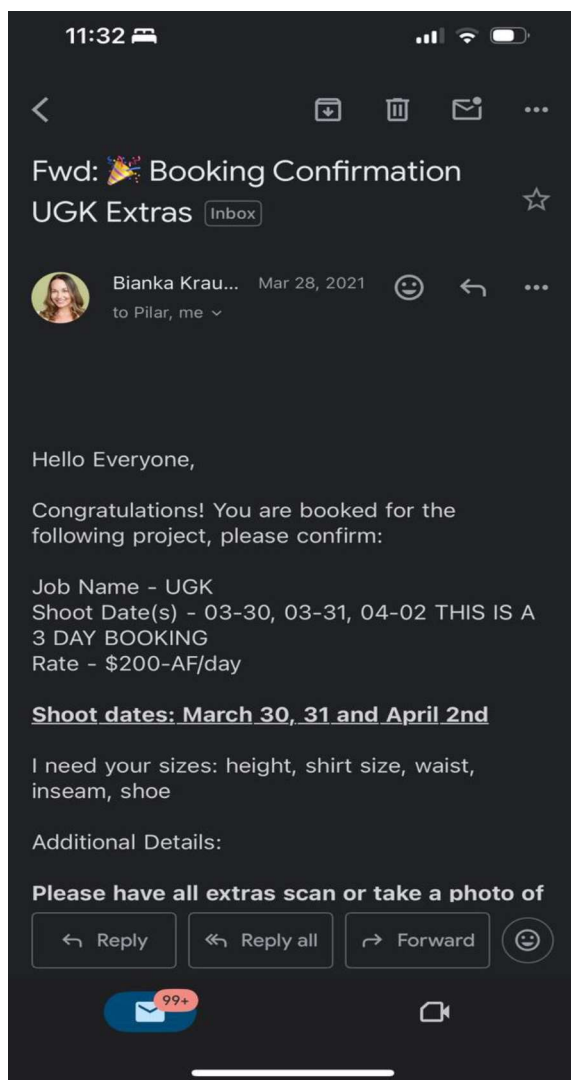 11:32
Fwd: 🎉 Booking Confirmation
UGK Extras Inbox
Bianka Krau... Mar 28, 2021
to Pilar, me
Hello Everyone,
Congratulations! You are booked for the
following project, please confirm:
Job Name - UGK
Shoot Date(s) - 03-30, 03-31, 04-02 THIS IS A
3 DAY BOOKING
Rate - $200-AF/day
Shoot dates: March 30, 31 and April 2nd
I need your sizes: height, shirt size, waist,
inseam, shoe
Additional Details:
Please have all extras scan or take a photo of
Reply Reply all Forward
99+